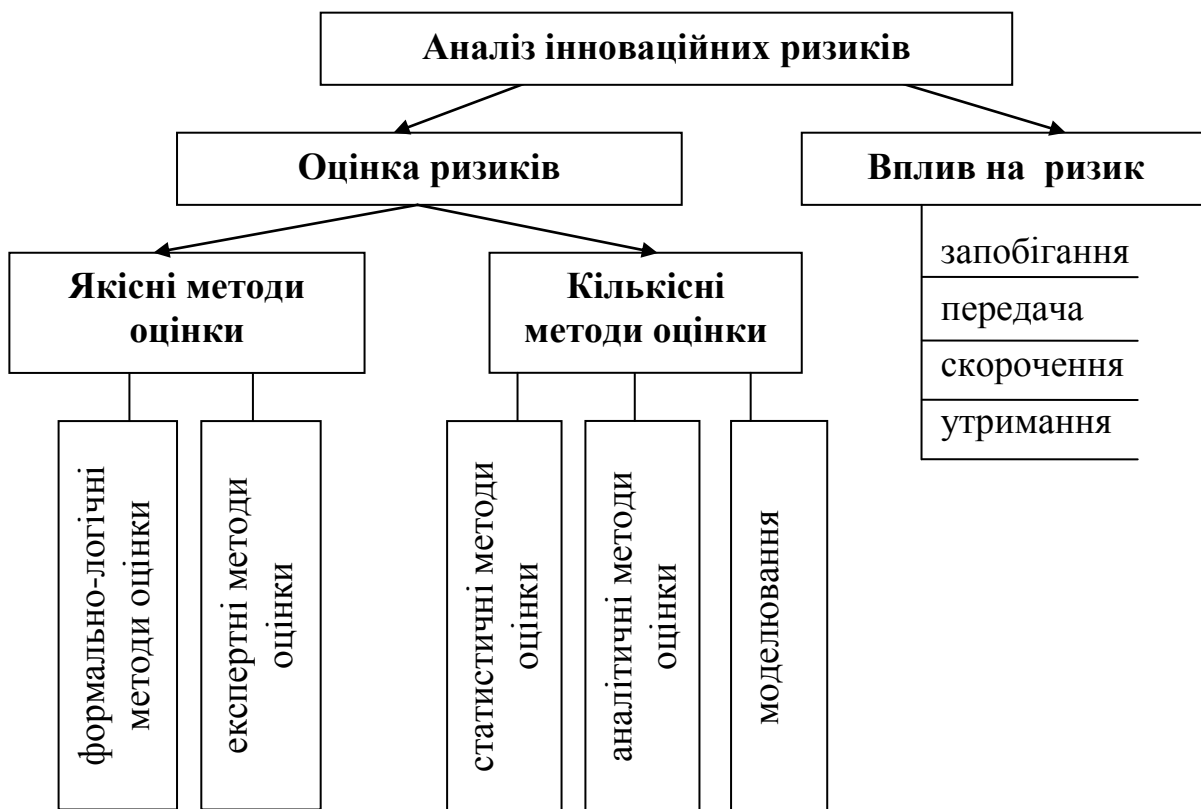 Аналіз інноваційних ризиків
Оцінка ризиків
Вплив на ризик
Якісні методи
оцінки
Кількісні
методи оцінки
запобігання
передача
скорочення
утримання
формально-логічні
методи оцінки
експертні методи
оцінки
статистичні методи
оцінки
аналітичні методи
оцінки
моделювання